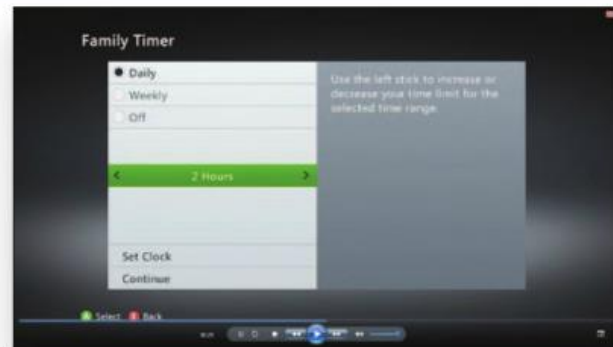 Family Timer
Daily
Weekly
Off
2 Hours
Set Clock
Continue
Use the left stick to increase or
decrease your time limit for the
selected time range.
A Select B Back